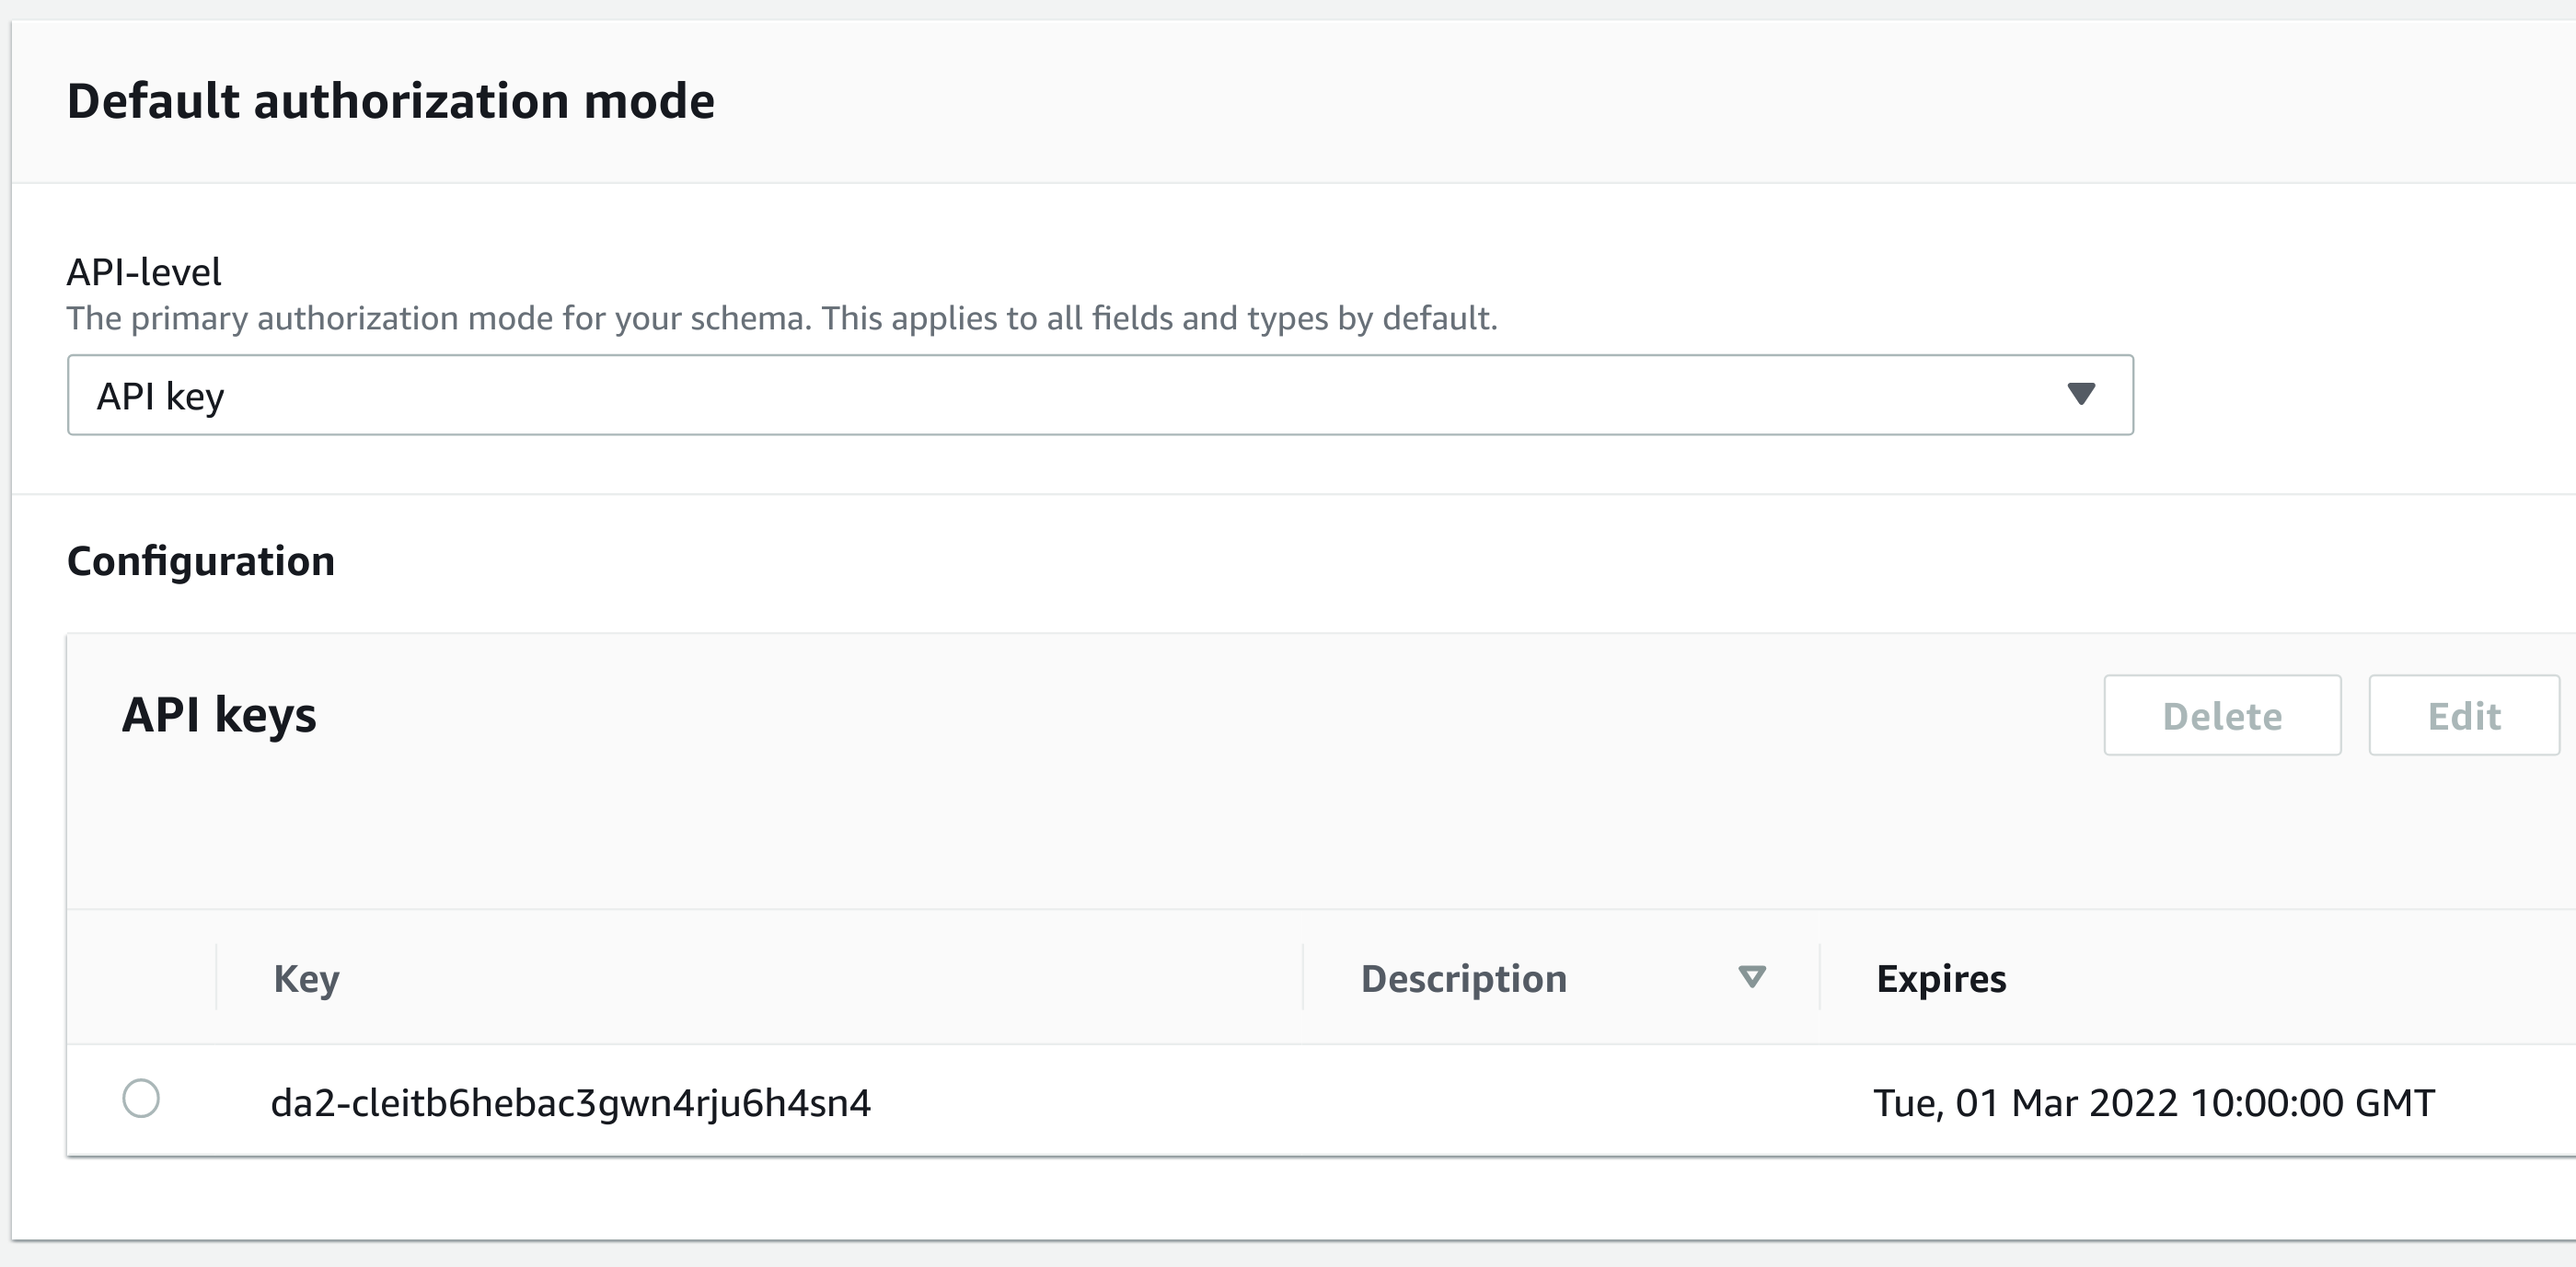 Default authorization mode
API-level
The primary authorization mode for your schema. This applies to all fields and types by default.
API key
Configuration
API keys
Delete
Edit
Key
Description
Expires
da2-cleitb6hebac3gwn4rju6h4sn4
Tue, 01 Mar 2022 10:00:00 GMT